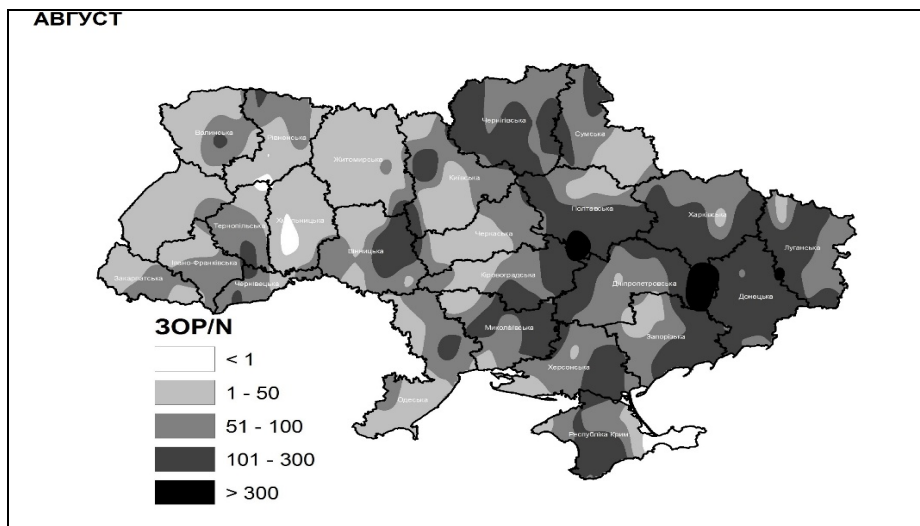 АВГУСТ
Чернігівська
Волинська
Рівненська
Сумська
Житомирська
Київська
Полтавська
Харківська
Хмельницька
Тернопільська
Луганська
Черкаська
Вінницька
Івано-Франківська
Закарпатська
Чернівецька
Кіровоградська
Дніпропетровська
Донецька
Миколаївська
Запорізька
Херсонська
Одеська
Республіка Крим
ЗОР/N
< 1
1 - 50
51 - 100
101 - 300
> 300